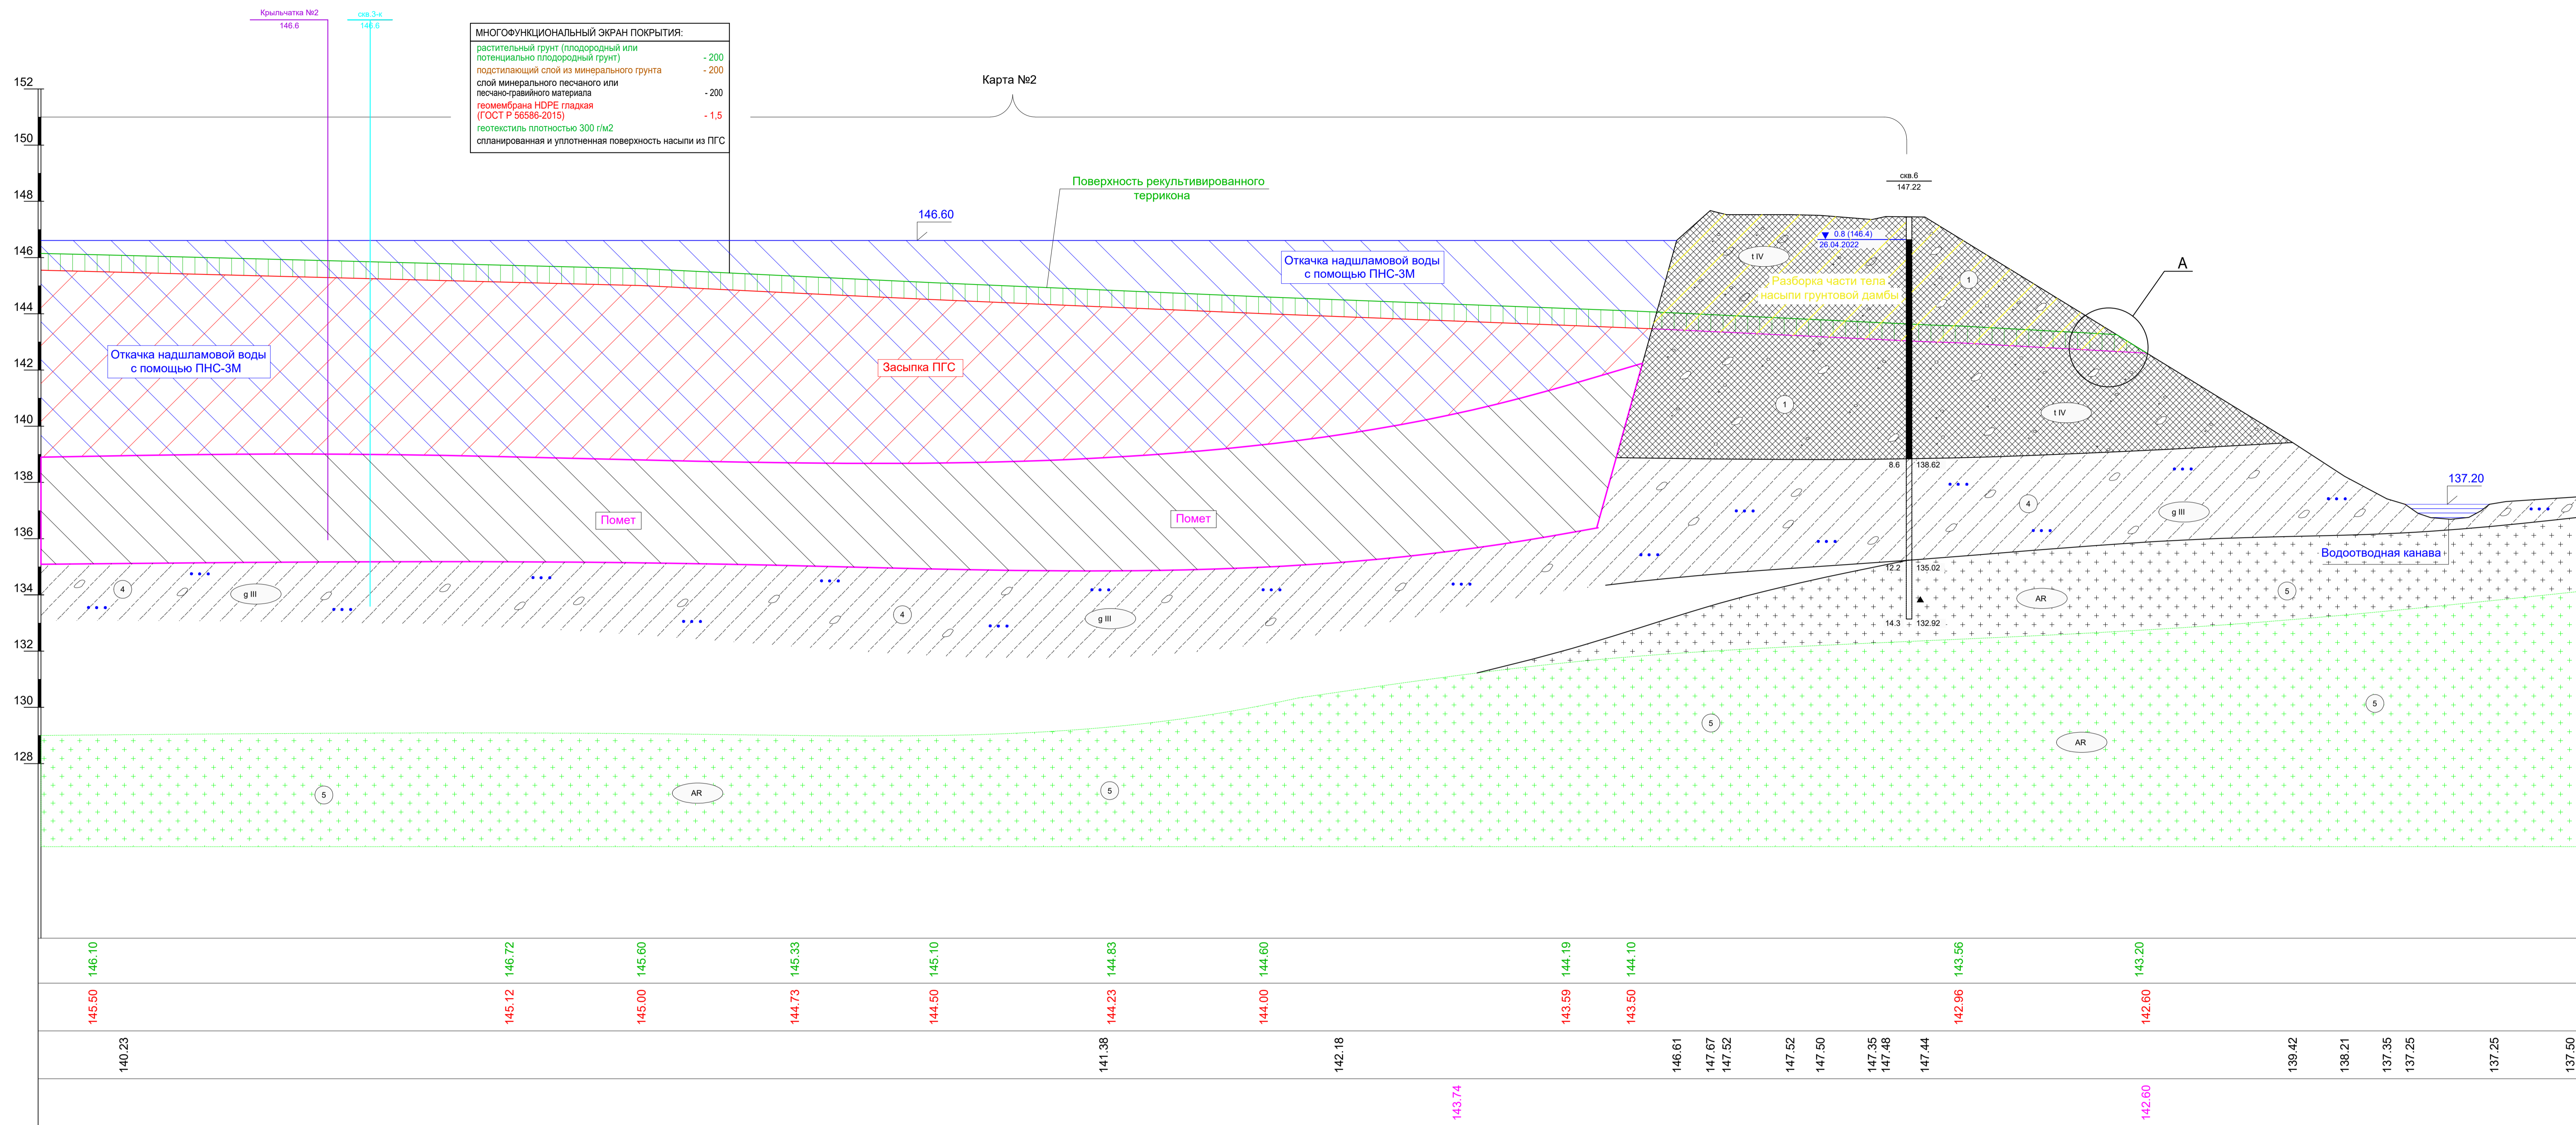 Крыльчатка №2
146.6
скв.3-к
146.6
МНОГОФУНКЦИОНАЛЬНЫЙ ЭКРАН ПОКРЫТИЯ:
растительный грунт (плодородный или
потенциально плодородный грунт) - 200
подстилающий слой из минерального грунта - 200
слой минерального песчаного или
песчано-гравийного материала - 200
геомембрана HDPE гладкая
(ГОСТ Р 56586-2015) - 1,5
геотекстиль плотностью 300 г/м2
спланированная и уплотненная поверхность насыпи из ПГС
Карта №2
152
150
148
146
144
142
140
138
136
134
132
130
128
Поверхность рекультивированного
террикона
146.60
скв.6
147.22
0.8 (146.4)
26.04.2022
t IV
Разборка части тела
насыпи грунтовой дамбы
1
А
Откачка надшламовой воды
с помощью ПНС-3М
Откачка надшламовой воды
с помощью ПНС-3М
Засыпка ПГС
1
t IV
8.6
138.62
137.20
Помет
Помет
4
g III
Водоотводная канава
12.2
135.02
4
g III
4
g III
AR
5
14.3
132.92
5
5
AR
5
AR
5
146.10
146.72
145.60
145.33
145.10
144.83
144.60
144.19
144.10
143.56
143.20
145.50
145.12
145.00
144.73
144.50
144.23
144.00
143.59
143.50
142.96
142.60
140.23
141.38
142.18
146.61
147.67
147.52
147.52
147.50
147.35
147.48
147.44
139.42
138.21
137.35
137.25
137.25
137.50
143.74
142.60